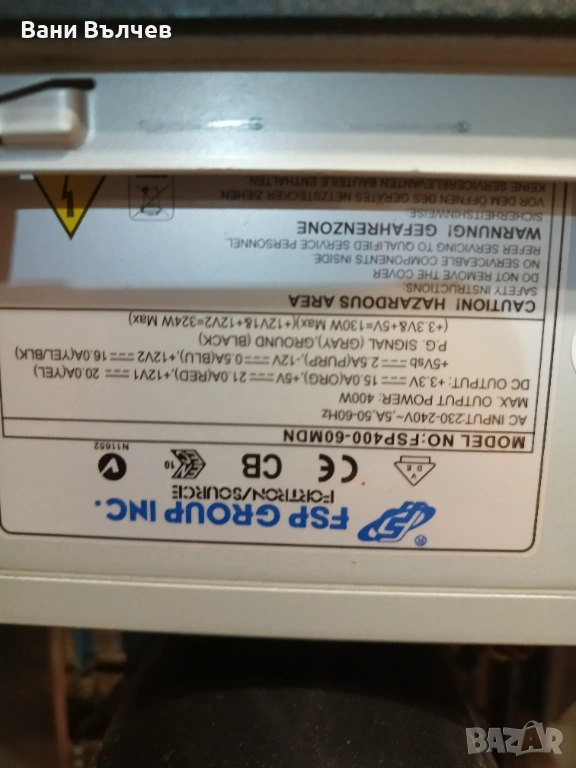 Вани Вълчев
FSP GROUP INC.
FORTRON/SOURCE
CE CB 10 N11652
MODEL NO:FSP400-60MDN
AC INPUT:230-240V~5A,50-60Hz
MAX. OUTPUT POWER: 400W
DC OUTPUT: +3.3V⎓15.0A(ORG),+5V⎓21.0A(RED),+12V1⎓20.0A(YEL)
+5Vsb⎓2.5A(PURP),-12V⎓0.5A(BLU),+12V2⎓16.0A(YEL/BLK)
P.G. SIGNAL (GRAY),GROUND (BLACK)
(+3.3V&+5V=130W Max)(+12V1&+12V2=324W Max)
CAUTION! HAZARDOUS AREA
SAFETY INSTRUCTIONS
DO NOT REMOVE THE COVER
NO SERVICEABLE COMPONENTS INSIDE.
REFER SERVICING TO QUALIFIED SERVICE PERSONNEL
WARNUNG! GEFAHRENZONE
SICHERHEITSHINWEISE:
VOR DEM ÖFFNEN DES GERÄTES NETZSTECKER ZIEHEN
KEINE SERVICERELEVANTEN BAUTEILE ENTHALTEN
BAZAR